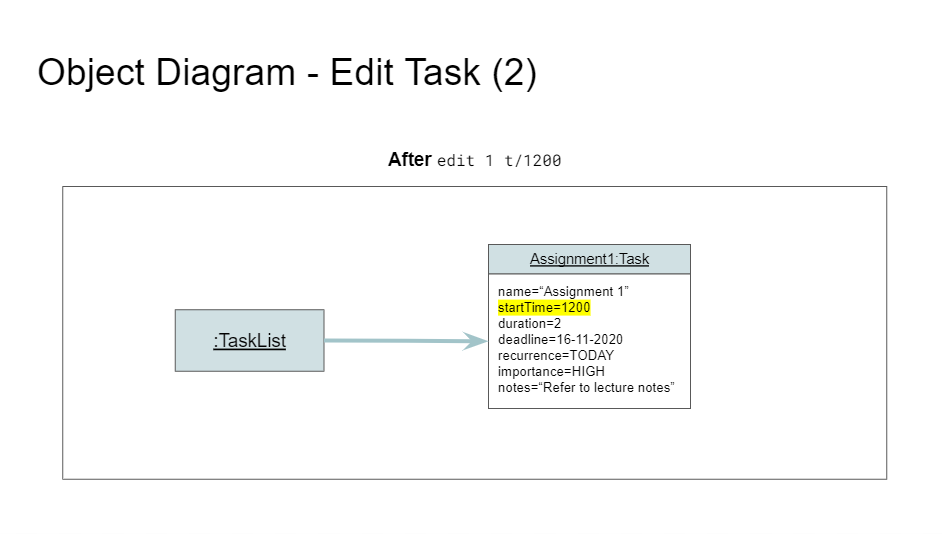 Object Diagram - Edit Task (2)
After edit 1 t/1200
Assignment1:Task
name=“Assignment 1”
startTime=1200
duration=2
deadline=16-11-2020
recurrence=TODAY
importance=HIGH
notes=“Refer to lecture notes”
:TaskList